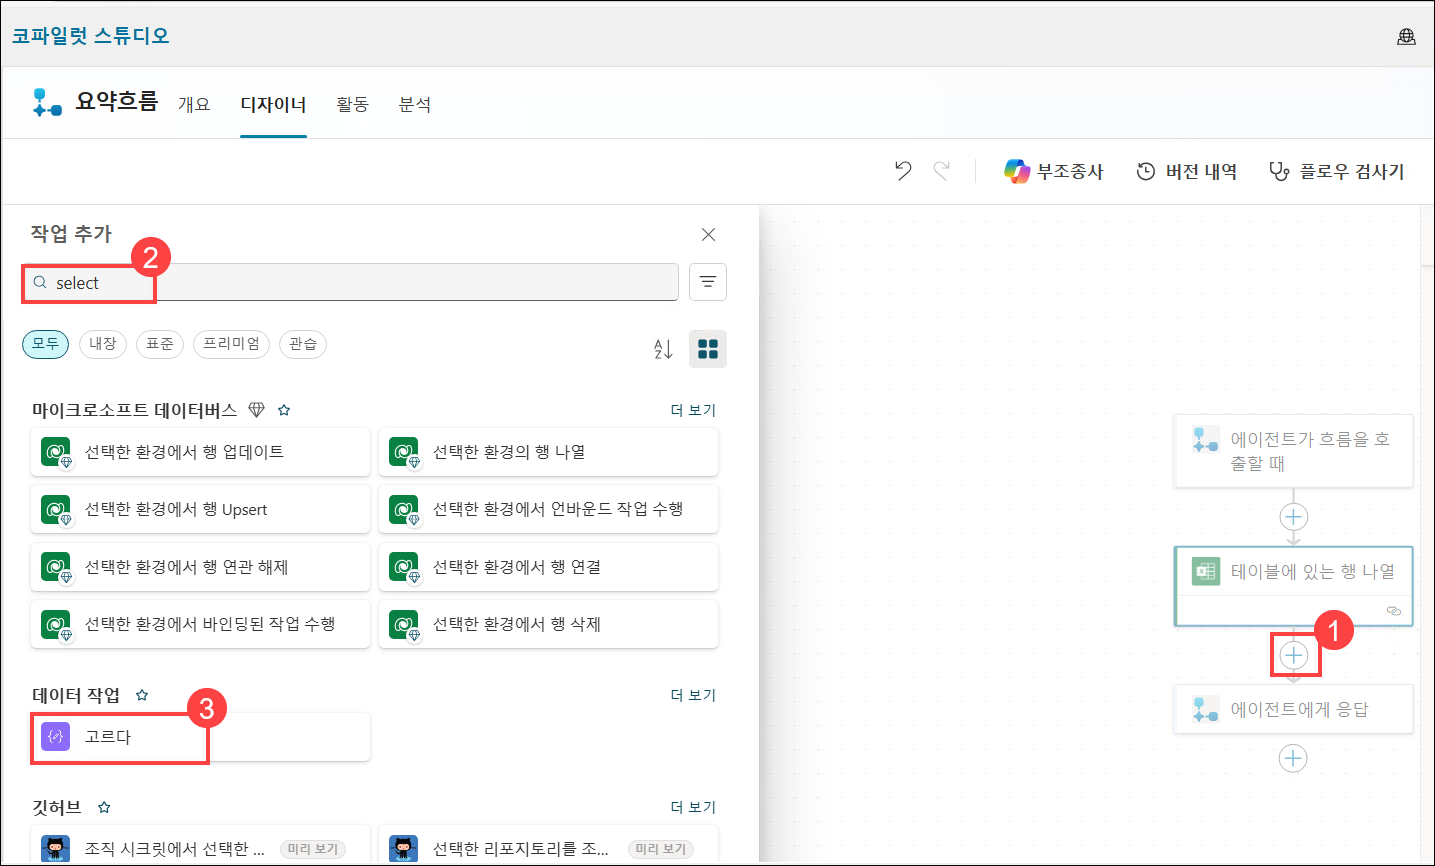 코파일럿 스튜디오
요약흐름 개요 디자이너 활동 분석
부조종사 버전 내역 플로우 검사기
작업 추가
2
select
모두 내장 표준 프리미엄 관습
마이크로소프트 데이터버스 더 보기
선택한 환경에서 행 업데이트 선택한 환경의 행 나열
선택한 환경에서 행 Upsert 선택한 환경에서 언바운드 작업 수행
선택한 환경에서 행 연관 해제 선택한 환경에서 행 연결
선택한 환경에서 바인딩된 작업 수행 선택한 환경에서 행 삭제
데이터 작업 더 보기
3
고르다
깃허브 더 보기
조직 시크릿에서 선택한 ... 미리 보기 선택한 리포지토리를 조... 미리 보기
에이전트가 흐름을 호
출할 때
테이블에 있는 행 나열
1
에이전트에게 응답